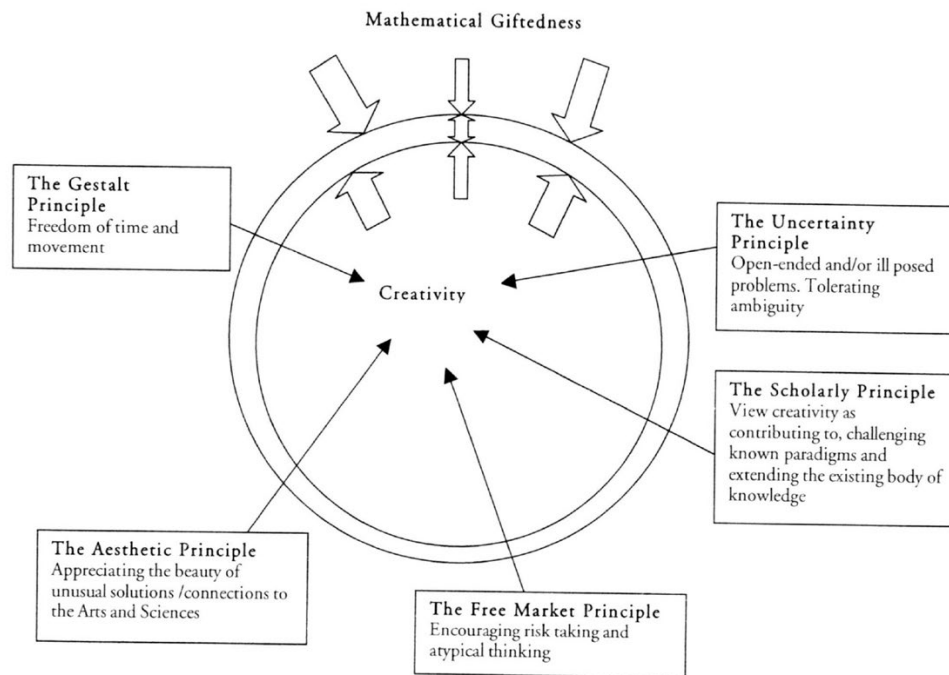 Mathematical Giftedness
The Gestalt
Principle
Freedom of time and
movement
The Uncertainty
Principle
Open-ended and/or ill posed
problems. Tolerating
ambiguity
Creativity
The Scholarly Principle
View creativity as
contributing to, challenging
known paradigms and
extending the existing body of
knowledge
The Aesthetic Principle
Appreciating the beauty of
unusual solutions /connections to
the Arts and Sciences
The Free Market Principle
Encouraging risk taking and
atypical thinking